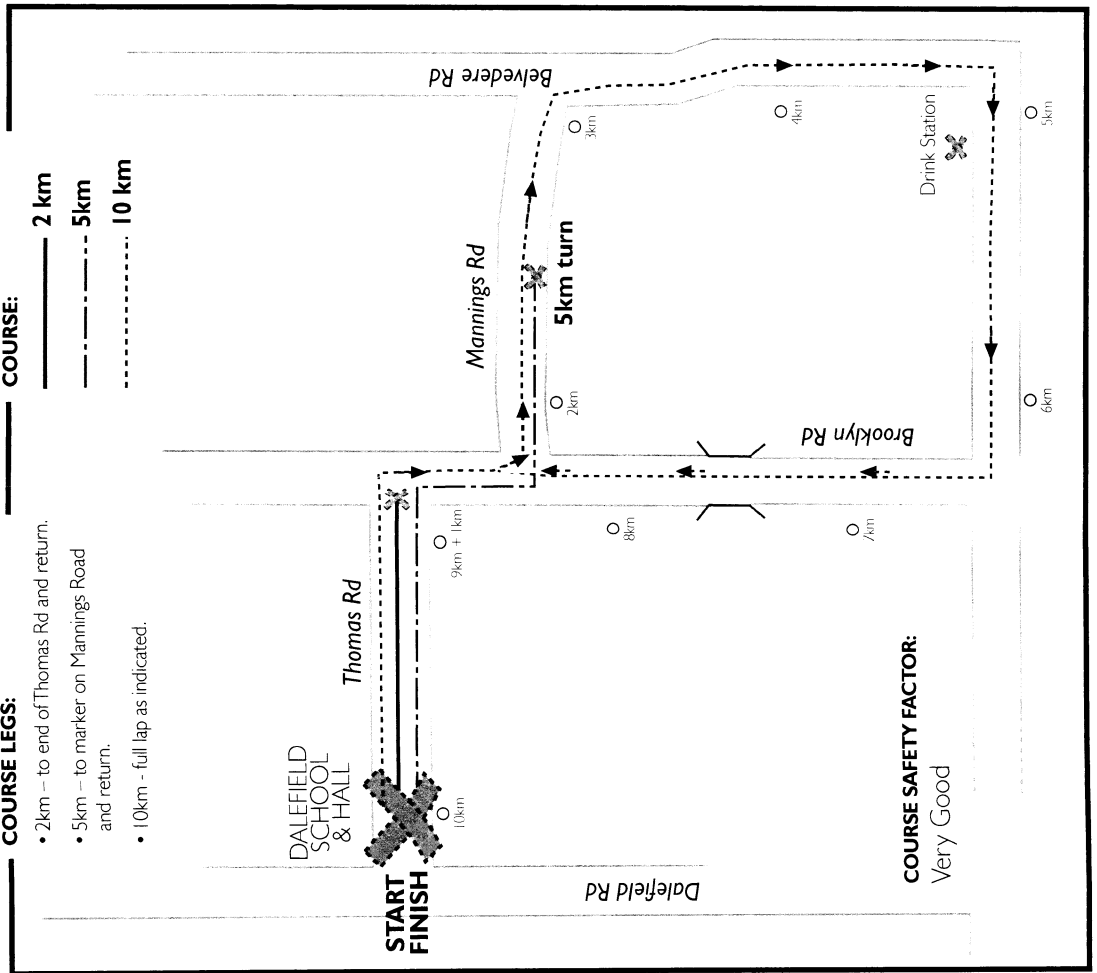 COURSE LEGS:
• 2km – to end of Thomas Rd and return.
• 5km – to marker on Mannings Road
and return.
• 10km - full lap as indicated.
COURSE:
2 km
5km
10 km
DALEFIELD
SCHOOL
& HALL
START
FINISH
Thomas Rd
Mannings Rd
Belvedere Rd
5km turn
10km
9km + 1km
2km
3km
4km
Drink Station
5km
6km
Brooklyn Rd
8km
7km
Dalefield Rd
COURSE SAFETY FACTOR:
Very Good